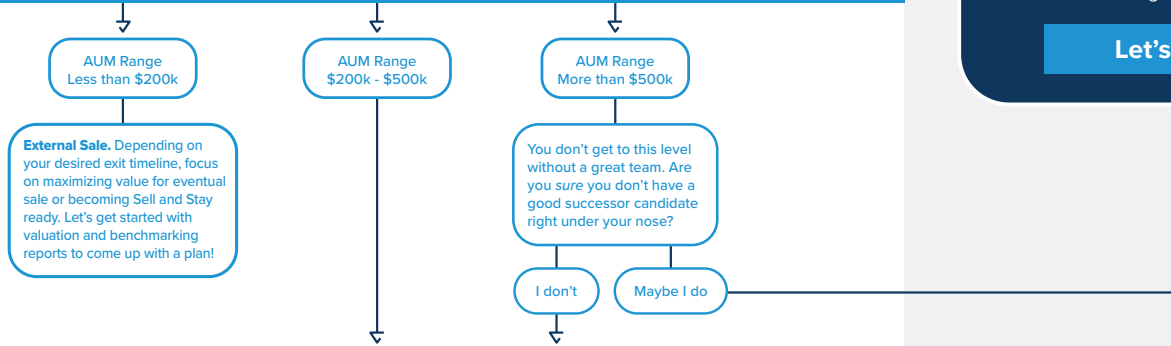 AUM Range
Less than $200k
AUM Range
$200k - $500k
AUM Range
More than $500k
Let's
External Sale. Depending on
your desired exit timeline, focus
on maximizing value for eventual
sale or becoming Sell and Stay
ready. Let's get started with
valuation and benchmarking
reports to come up with a plan!
You don't get to this level
without a great team. Are
you sure you don't have a
good successor candidate
right under your nose?
I don't
Maybe I do